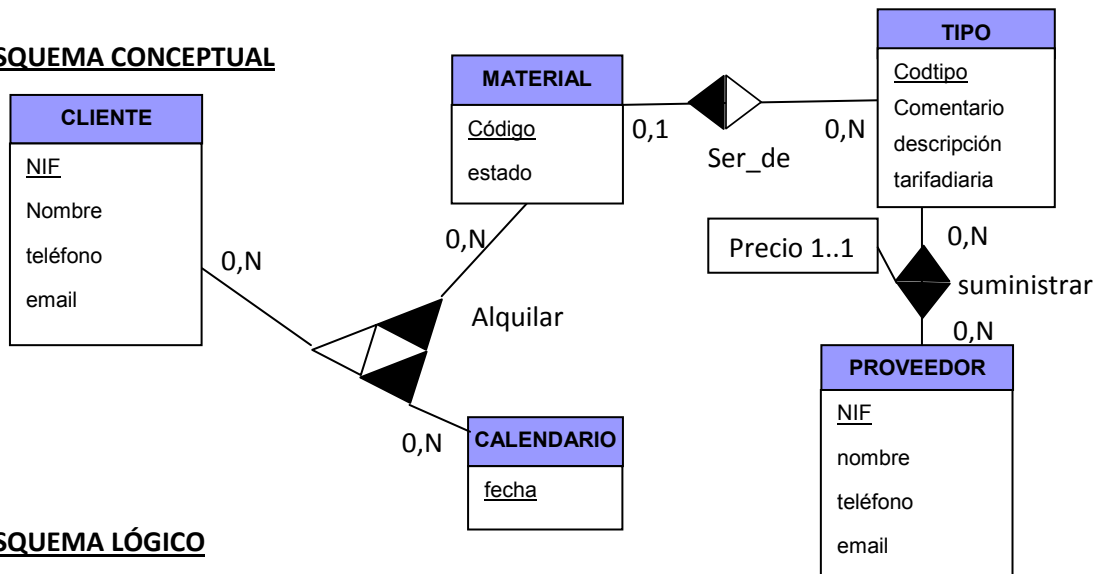 SQUEMA CONCEPTUAL
CLIENTE
NIF
Nombre
teléfono
email
0,N
MATERIAL
Código
estado
0,1
Ser_de
0,N
TIPO
Codtipo
Comentario
descripción
tarifadiaria
0,N
Alquilar
0,N
CALENDARIO
fecha
Precio 1..1
0,N
suministrar
0,N
PROVEEDOR
NIF
nombre
teléfono
email
SQUEMA LÓGICO